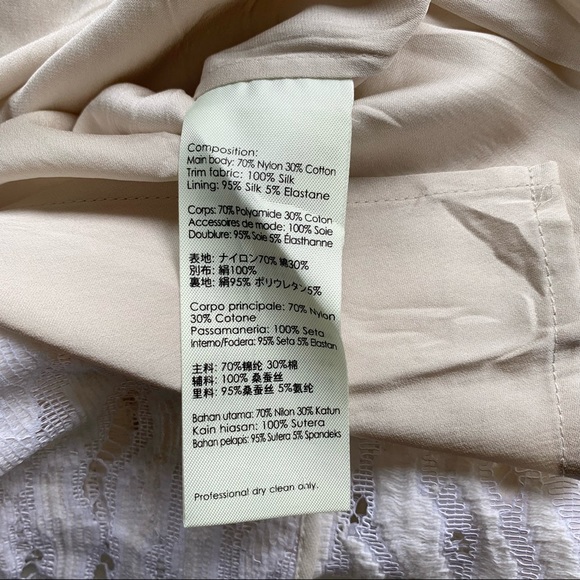 Composition:
Main body: 70% Nylon 30% Cotton
Trim fabric: 100% Silk
Lining: 95% Silk 5% Elastane
Corps: 70% Polyamide 30% Coton
Accessoires de mode: 100% Soie
Doublure: 95% Soie 5% Élasthanne
表地: ナイロン70% 綿30%
別布: 絹100%
裏地: 絹95% ポリウレタン5%
Corpo principale: 70% Nylon
30% Cotone
Passamaneria: 100% Seta
Interno/Fodera: 95% Seta 5% Elastan
主料: 70%锦纶 30%棉
辅料: 100% 桑蚕丝
里料: 95%桑蚕丝 5%氨纶
Bahan utama: 70% Nilon 30% Katun
Kain hiasan: 100% Sutera
Bahan pelapis: 95% Sutera 5% Spandeks
Professional dry clean only.